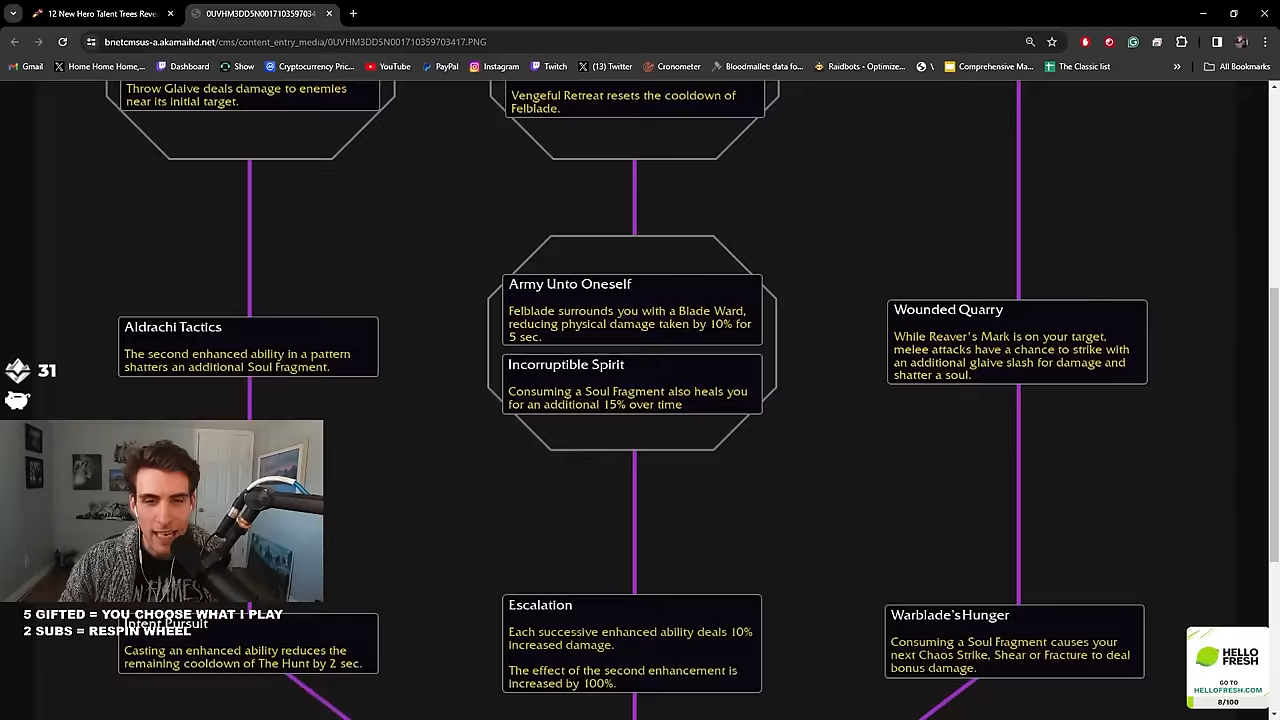 12 New Hero Talent Trees Reve
0UVHM3DD5N001710359703
bnetcmsus-a.akamaihd.net/cms/content_entry_media/0UVHM3DD5N001710359703417.PNG
Gmail
Home Home Home,...
Dashboard
Show
Cryptocurrency Pric...
YouTube
PayPal
Instagram
Twitch
(13) Twitter
Cronometer
Bloodmallet: data fo...
Raidbots - Optimize...
\
Comprehensive Ma...
The Classic list
»
All Bookmarks
Throw Glaive deals damage to enemies
near its initial target.
Vengeful Retreat resets the cooldown of
Felblade.
Army Unto Oneself
Felblade surrounds you with a Blade Ward,
reducing physical damage taken by 10% for
5 sec.
Incorruptible Spirit
Consuming a Soul Fragment also heals you
for an additional 15% over time
Aldrachi Tactics
The second enhanced ability in a pattern
shatters an additional Soul Fragment.
Wounded Quarry
While Reaver's Mark is on your target,
melee attacks have a chance to strike with
an additional glaive slash for damage and
shatter a soul.
31
5 GIFTED = YOU CHOOSE WHAT I PLAY
2 SUBS = RESPIN WHEEL
Intent Pursuit
Casting an enhanced ability reduces the
remaining cooldown of The Hunt by 2 sec.
Escalation
Each successive enhanced ability deals 10%
increased damage.
The effect of the second enhancement is
increased by 100%.
Warblade's Hunger
Consuming a Soul Fragment causes your
next Chaos Strike, Shear or Fracture to deal
bonus damage.
HELLO
FRESH
GO TO
HELLOFRESH.COM
8/100